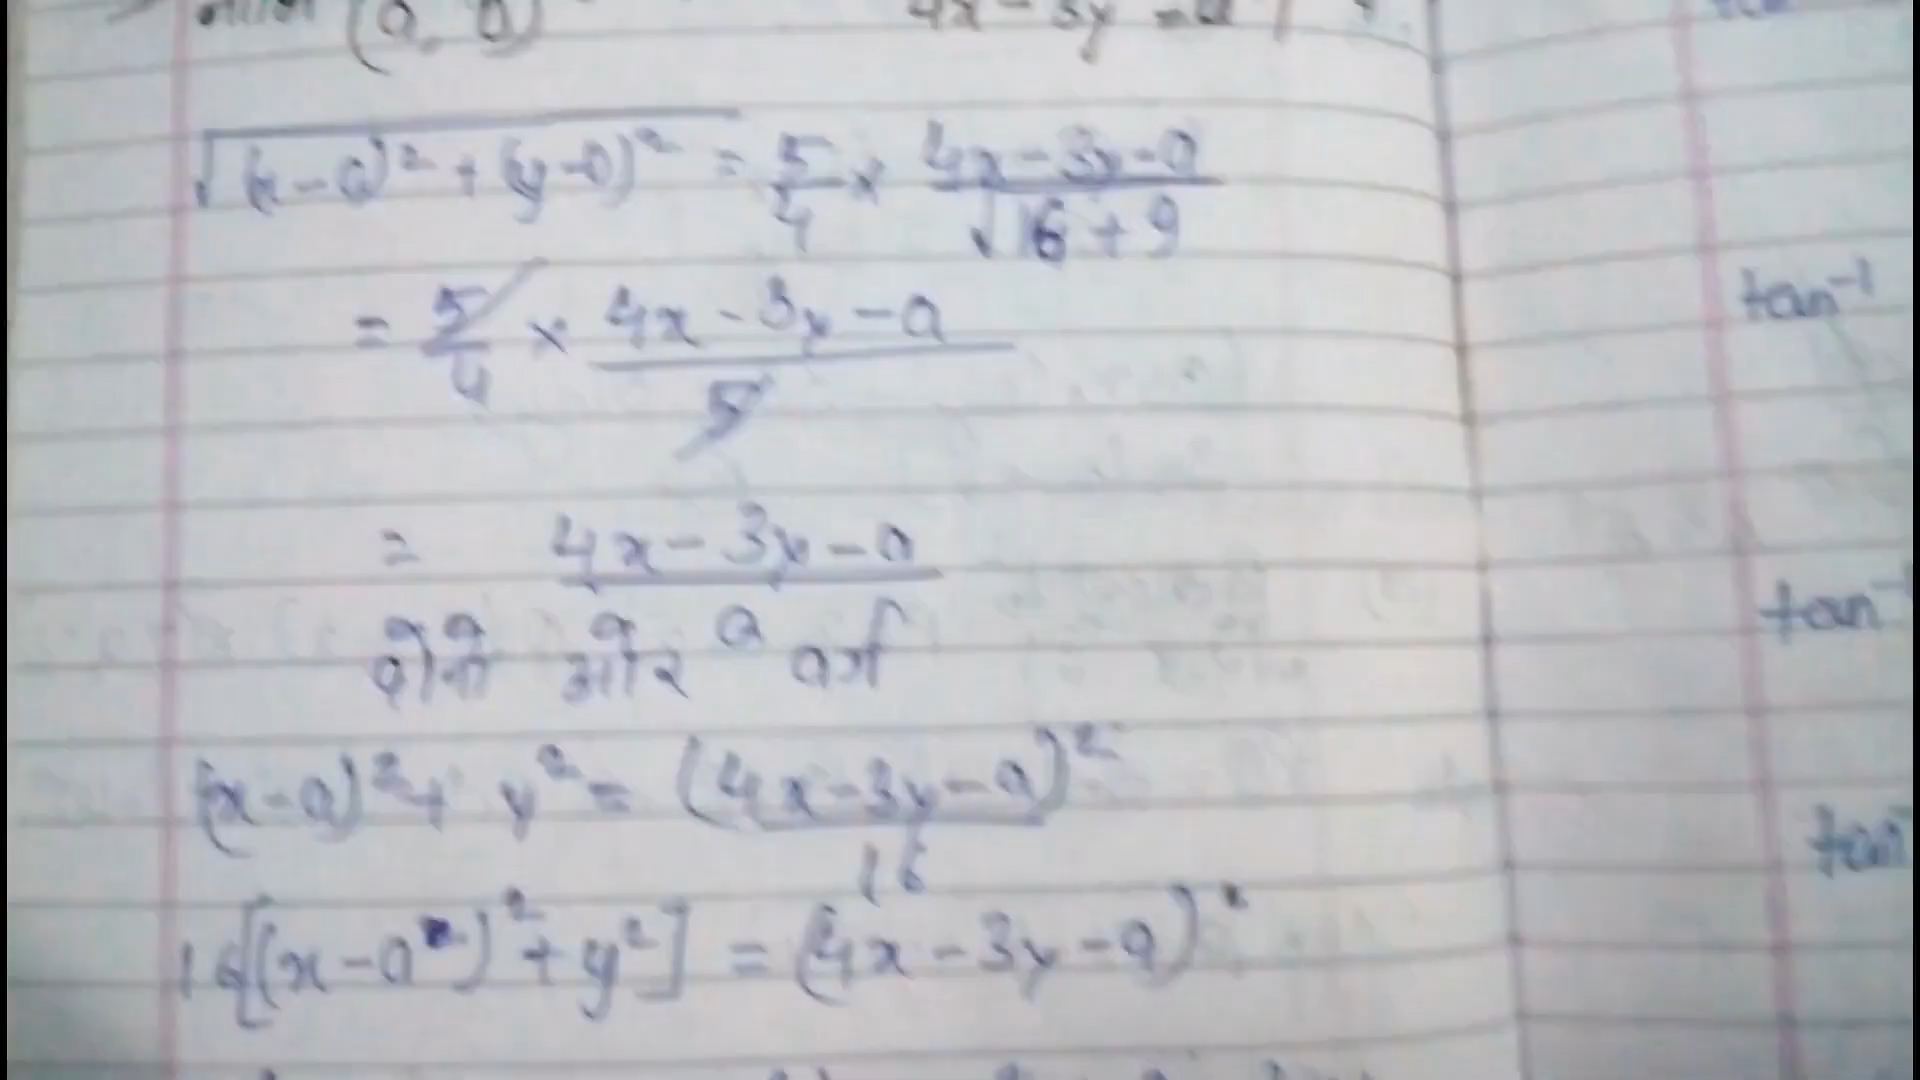 (a, 0) 4x - 3y = a
√(x-a)² + (y-0)² = 5/4 × (4x-3y-a)/√16+9
= 5/4 × (4x-3y-a)/5
= 4x-3y-a
दोनों ओर का वर्ग
(x-a)² + y² = (4x-3y-a)²/16
16[(x-a)² + y²] = (4x-3y-a)²
tan⁻¹
tan⁻¹
tan